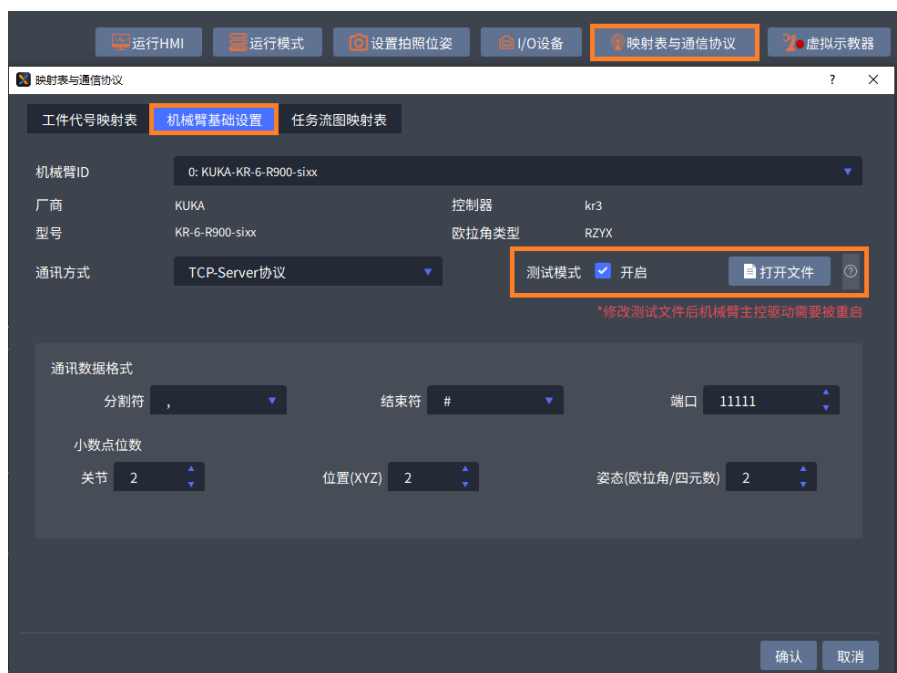 运行HMI 运行模式 设置拍照位姿 I/O设备 映射表与通信协议 虚拟示教器
映射表与通信协议 ? ×
工件代号映射表 机械臂基础设置 任务流图映射表
机械臂ID 0: KUKA-KR-6-R900-sixx
厂商 KUKA 控制器 kr3
型号 KR-6-R900-sixx 欧拉角类型 RZYX
通讯方式 TCP-Server协议 测试模式 开启 打开文件 ?
*修改测试文件后机械臂主控驱动需要被重启
通讯数据格式
分割符 , 结束符 # 端口 11111
小数点位数
关节 2 位置(XYZ) 2 姿态(欧拉角/四元数) 2
确认 取消